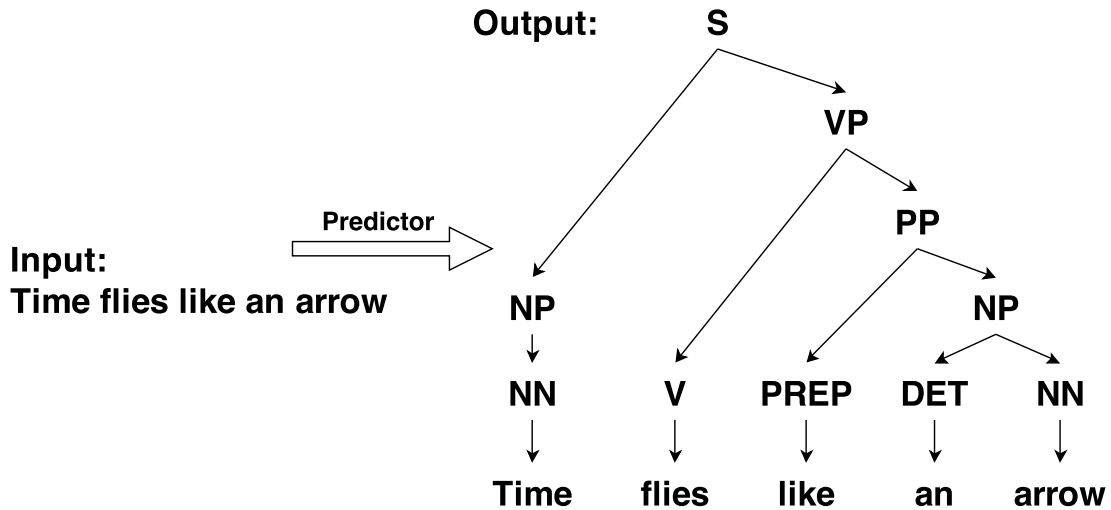 Output: S
VP
Predictor
PP
Input:
Time flies like an arrow
NP NP
NN V PREP DET NN
Time flies like an arrow